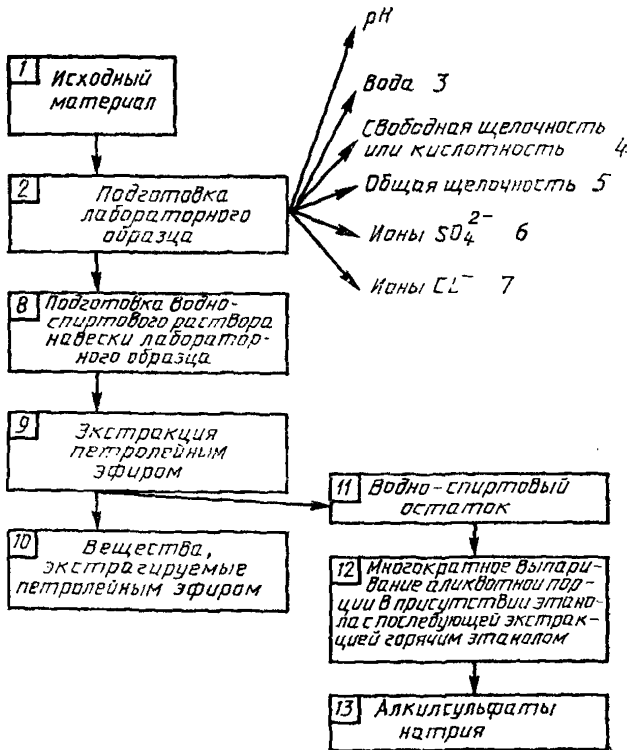 1
Исходный
материал
2
Подготовка
лабораторного
образца
рН
Вода 3
Свободная щелочность
или кислотность 4
Общая щелочность 5
Ионы SO₄²⁻ 6
Ионы CL⁻ 7
8
Подготовка водно-
спиртового раствора
навески лаборатор-
ного образца
9
Экстракция
петролейным
эфиром
10
Вещества,
экстрагируемые
петролейным эфиром
11
Водно-спиртовый
остаток
12
Многократное выпари-
вание аликвотной пор-
ции в присутствии этано-
ла с последующей экстрак-
цией горячим этанолом
13
Алкилсульфаты
натрия